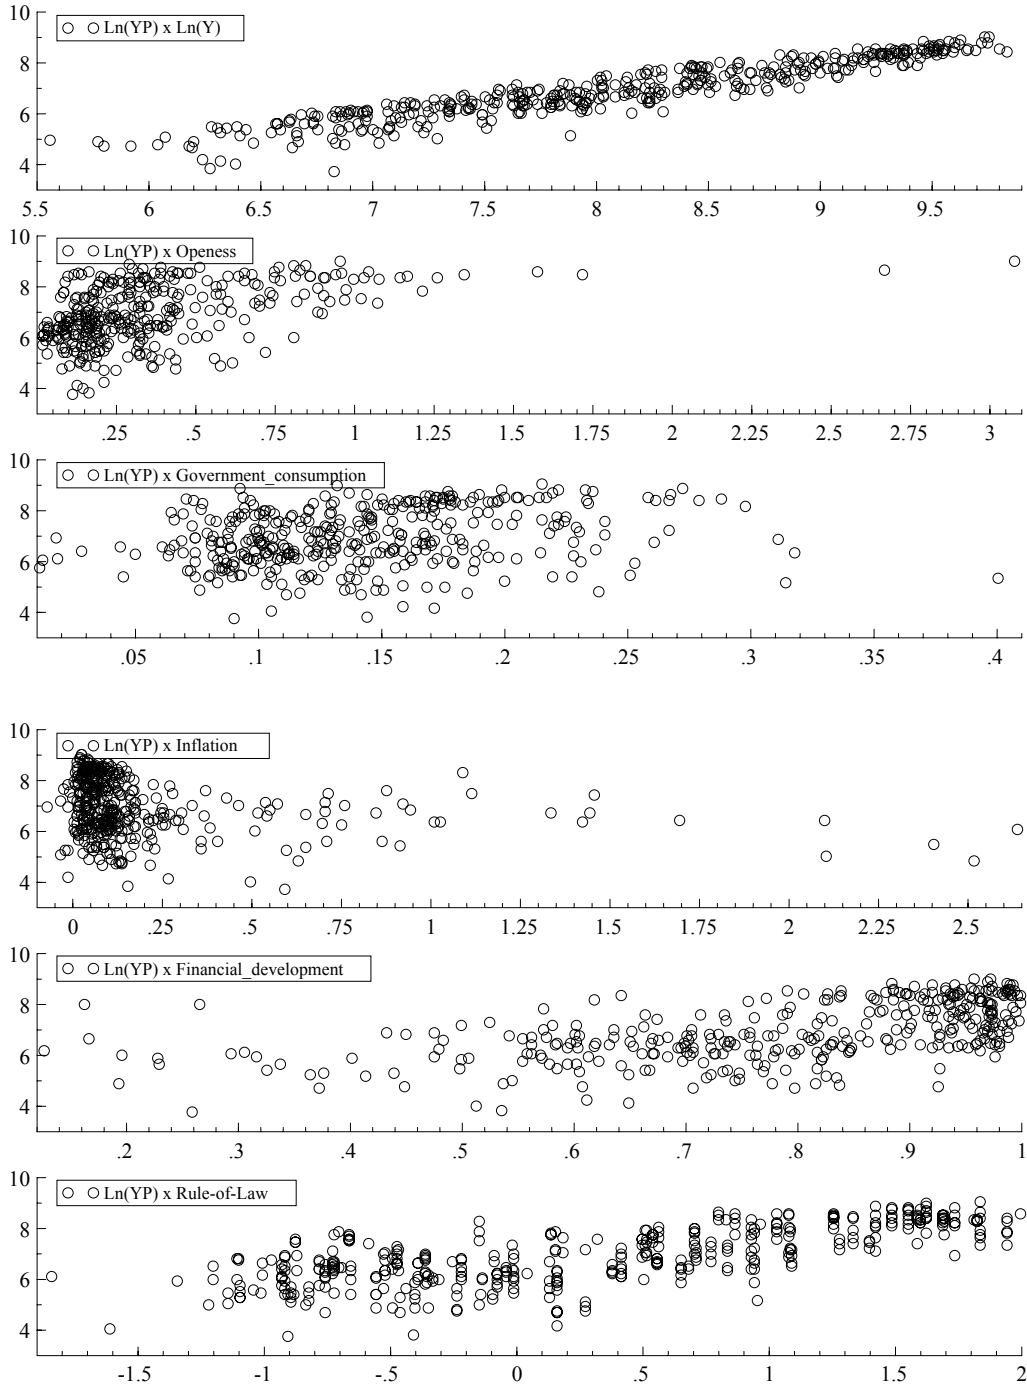 Ln(YP) x Ln(Y)
10
8
6
4
5.5 6 6.5 7 7.5 8 8.5 9 9.5
Ln(YP) x Openess
10
8
6
4
.25 .5 .75 1 1.25 1.5 1.75 2 2.25 2.5 2.75 3
Ln(YP) x Government_consumption
10
8
6
4
.05 .1 .15 .2 .25 .3 .35 .4
Ln(YP) x Inflation
10
8
6
4
0 .25 .5 .75 1 1.25 1.5 1.75 2 2.25 2.5
Ln(YP) x Financial_development
10
8
6
4
.2 .3 .4 .5 .6 .7 .8 .9 1
Ln(YP) x Rule-of-Law
10
8
6
4
-1.5 -1 -.5 0 .5 1 1.5 2